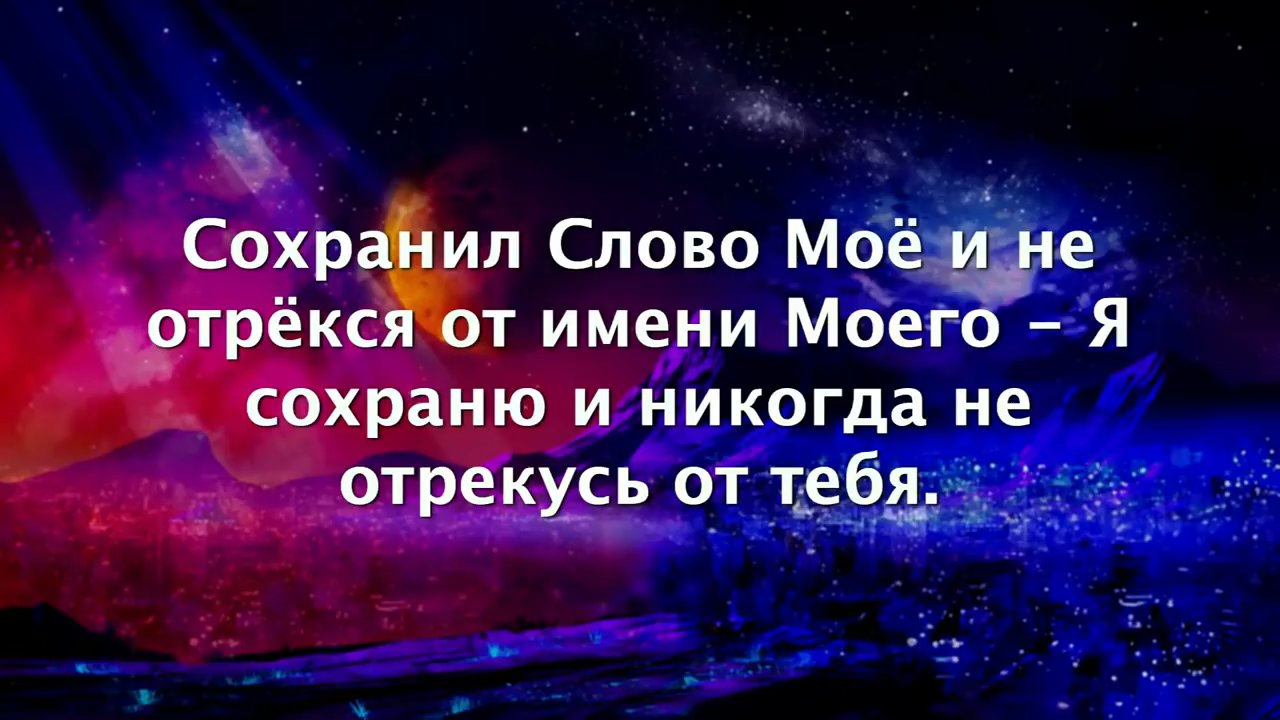 Сохранил Слово Моё и не
отрёкся от имени Моего – Я
сохраню и никогда не
отрекусь от тебя.